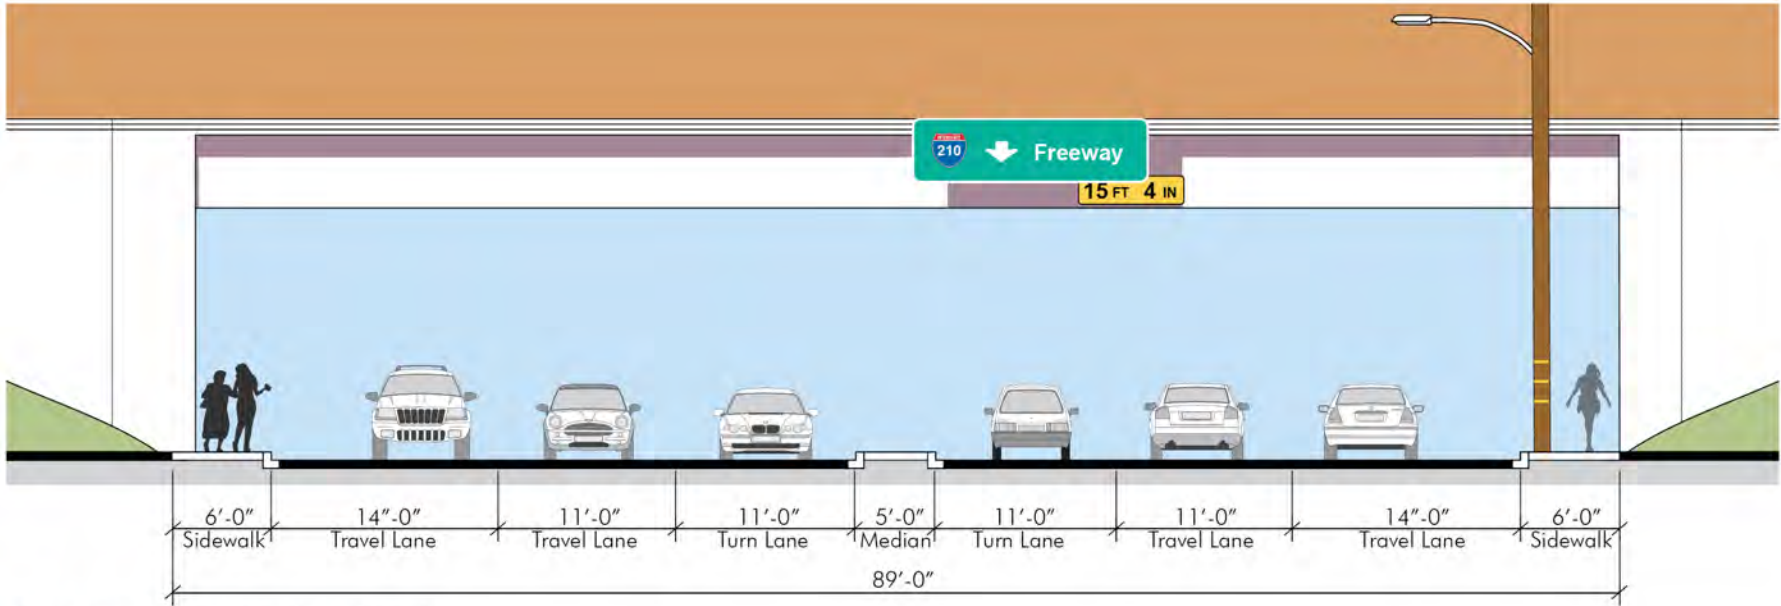 INTERSTATE
210
Freeway
15 FT 4 IN
6'-0" 14"-0" 11'-0" 11'-0" 5'-0" 11'-0" 11'-0" 14"-0" 6'-0"
Sidewalk Travel Lane Travel Lane Turn Lane Median Turn Lane Travel Lane Travel Lane Sidewalk
89'-0"